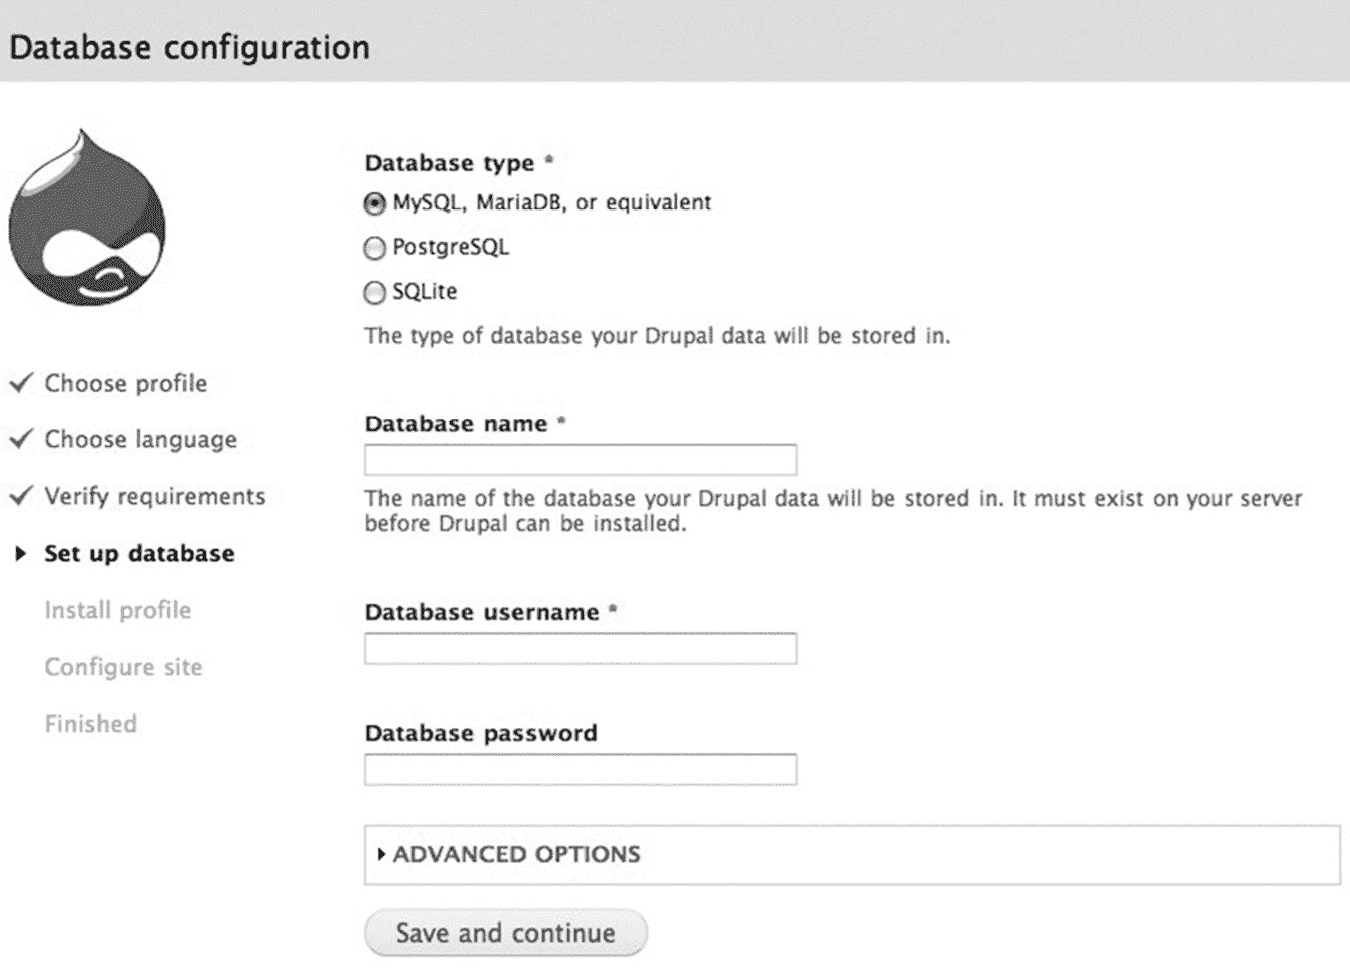 Database configuration
Choose profile
Choose language
Verify requirements
Set up database
Install profile
Configure site
Finished
Database type *
MySQL, MariaDB, or equivalent
PostgreSQL
SQLite
The type of database your Drupal data will be stored in.
Database name *
The name of the database your Drupal data will be stored in. It must exist on your server
before Drupal can be installed.
Database username *
Database password
ADVANCED OPTIONS
Save and continue